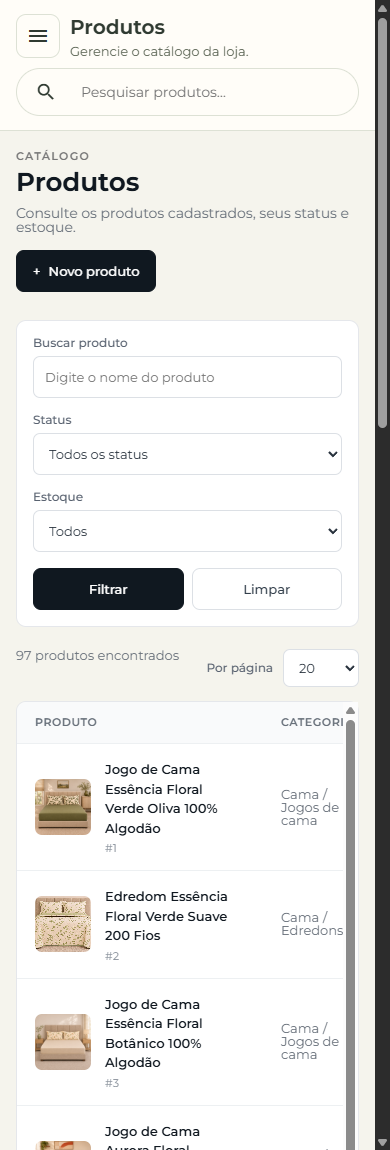 Produtos
Gerencie o catálogo da loja.
Pesquisar produtos...
CATÁLOGO
Produtos
Consulte os produtos cadastrados, seus status e
estoque.
+ Novo produto
Buscar produto
Digite o nome do produto
Status
Todos os status
Estoque
Todos
Filtrar
Limpar
97 produtos encontrados
Por página
20
PRODUTO
CATEGORI
Jogo de Cama
Essência Floral
Verde Oliva 100%
Algodão
#1
Cama /
Jogos de
cama
Edredom Essência
Floral Verde Suave
200 Fios
#2
Cama /
Edredons
Jogo de Cama
Essência Floral
Botânico 100%
Algodão
#3
Cama /
Jogos de
cama
Jogo de Cama
Aurora Floral